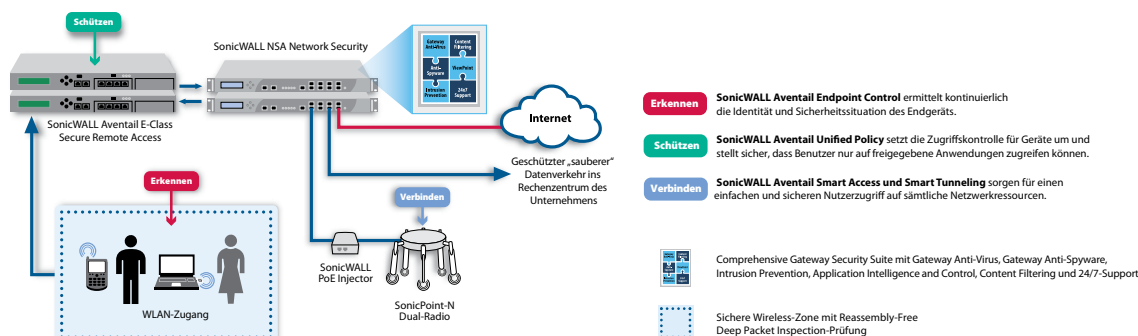 Schützen
SonicWALL NSA Network Security
Gateway
Anti-Virus
Content
Filtering
Anti-
Spyware
ViewPoint
Intrusion
Prevention
24x7
Support
SonicWALL Aventail E-Class
Secure Remote Access
Internet
Geschützter „sauberer“
Datenverkehr ins
Rechenzentrum des
Unternehmens
Erkennen
Verbinden
WLAN-Zugang
SonicWALL
PoE Injector
SonicPoint-N
Dual-Radio
Erkennen
SonicWALL Aventail Endpoint Control ermittelt kontinuierlich
die Identität und Sicherheitssituation des Endgeräts.
Schützen
SonicWALL Aventail Unified Policy setzt die Zugriffskontrolle für Geräte um und
stellt sicher, dass Benutzer nur auf freigegebene Anwendungen zugreifen können.
Verbinden
SonicWALL Aventail Smart Access und Smart Tunneling sorgen für einen
einfachen und sicheren Nutzerzugriff auf sämtliche Netzwerkressourcen.
Comprehensive Gateway Security Suite mit Gateway Anti-Virus, Gateway Anti-Spyware,
Intrusion Prevention, Application Intelligence and Control, Content Filtering und 24/7-Support
Sichere Wireless-Zone mit Reassembly-Free
Deep Packet Inspection-Prüfung